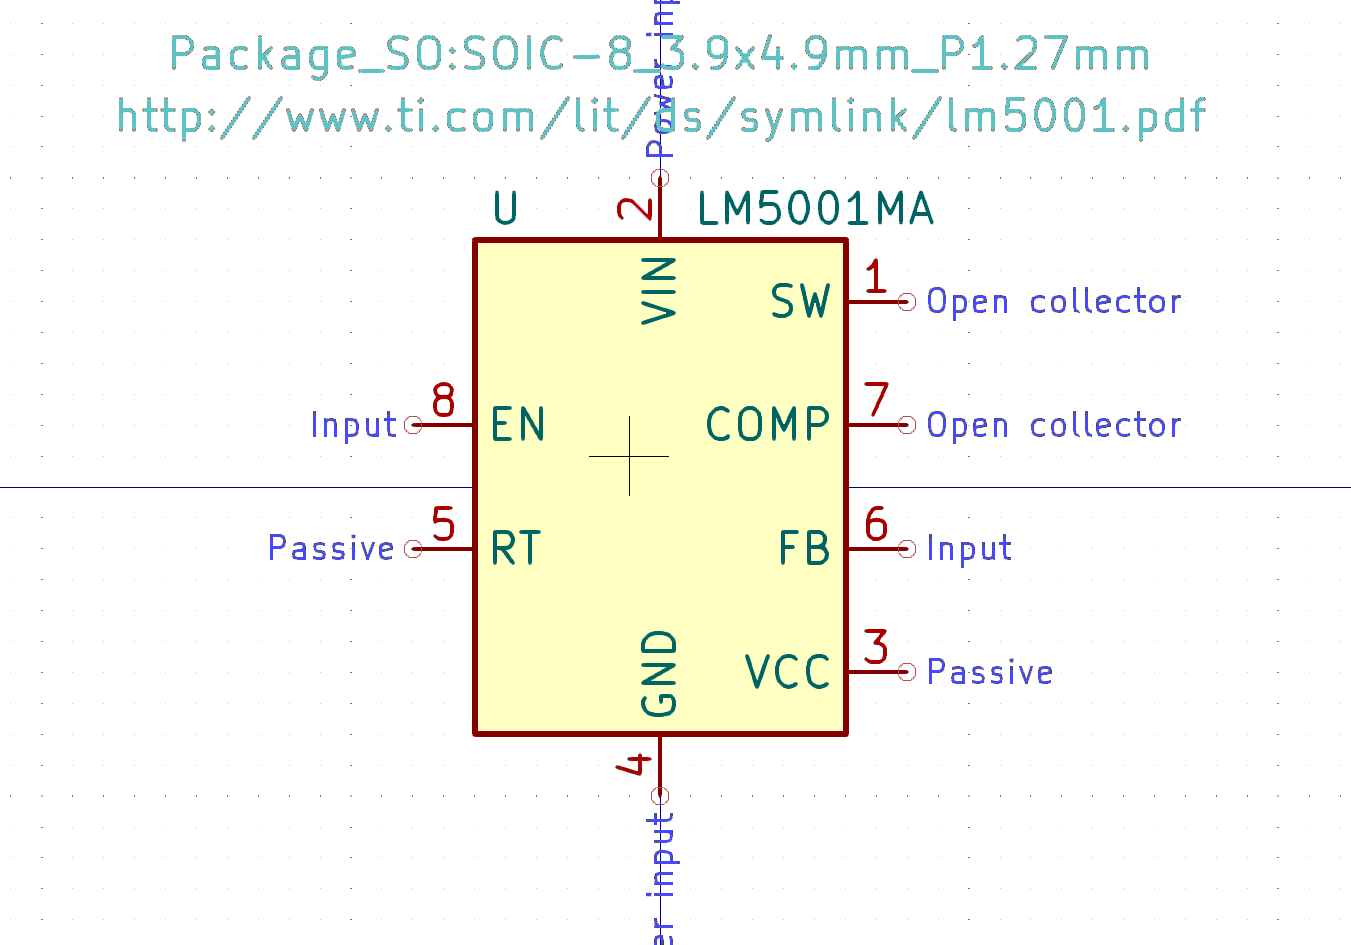 Package_SO:SOIC-8_3.9x4.9mm_P1.27mm
http://www.ti.com/lit/ds/symlink/lm5001.pdf
Power inp
U
2
LM5001MA
VIN
SW
1
Open collector
Input
8
EN
COMP
7
Open collector
Passive
5
RT
FB
6
Input
GND
VCC
3
Passive
4
er input